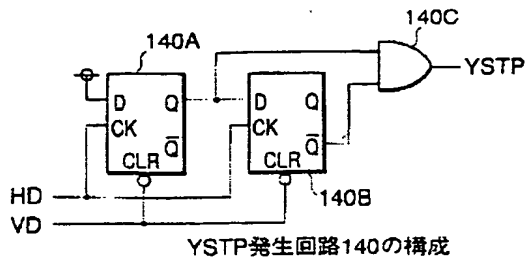 140A
140C
YSTP
D Q
CK
Q̅
CLR
D Q
CK
Q̅
CLR
140B
HD
VD
YSTP発生回路140の構成